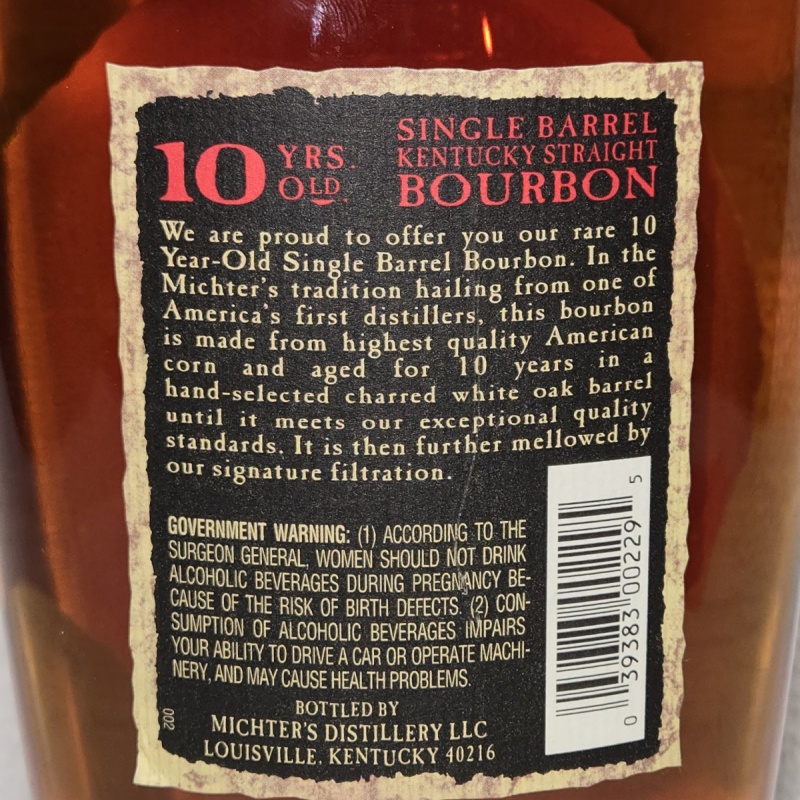 10 YRS. OLD.
SINGLE BARREL
KENTUCKY STRAIGHT
BOURBON
We are proud to offer you our rare 10
Year-Old Single Barrel Bourbon. In the
Michter's tradition hailing from one of
America's first distillers, this bourbon
is made from highest quality American
corn and aged for 10 years in a
hand-selected charred white oak barrel
until it meets our exceptional quality
standards. It is then further mellowed by
our signature filtration.
GOVERNMENT WARNING: (1) ACCORDING TO THE
SURGEON GENERAL, WOMEN SHOULD NOT DRINK
ALCOHOLIC BEVERAGES DURING PREGNANCY BE-
CAUSE OF THE RISK OF BIRTH DEFECTS. (2) CON-
SUMPTION OF ALCOHOLIC BEVERAGES IMPAIRS
YOUR ABILITY TO DRIVE A CAR OR OPERATE MACHI-
NERY, AND MAY CAUSE HEALTH PROBLEMS.
BOTTLED BY
MICHTER'S DISTILLERY LLC
LOUISVILLE, KENTUCKY 40216
002
0 39383 00229 5